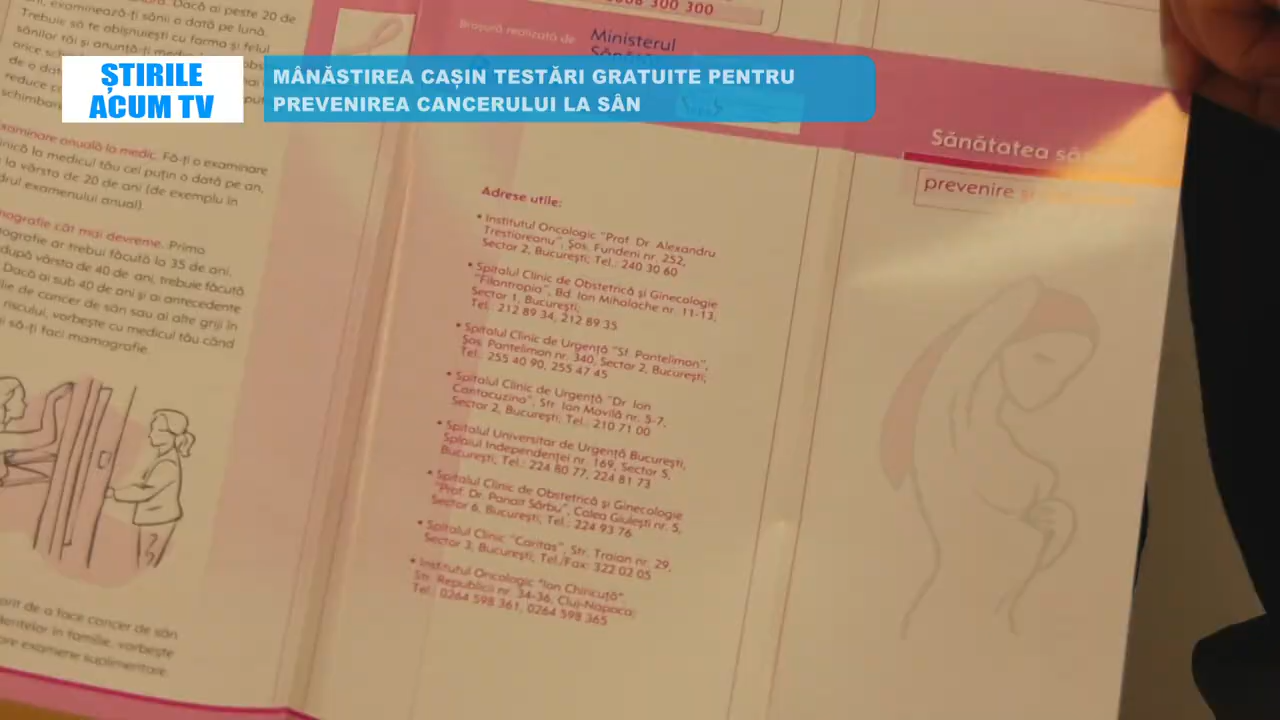 ȘTIRILE
ACUM TV
MÂNĂSTIREA CAȘIN TESTĂRI GRATUITE PENTRU
PREVENIREA CANCERULUI LA SÂN
300 300
Broșură realizată de
Ministerul
Dacă ai peste 20 de
ani, examinează-ți sânii o dată pe lună.
Trebuie să te obișnuiești cu forma și felul
sânilor tăi și
de o
reduce
anuală la medic. Fă-ți o examinare
clinică la medicul tău cel puțin o dată pe an,
de la vârsta de 20 de ani (de exemplu în
cadrul examenului anual).
cât mai devreme. Prima
mamografie ar trebui făcută la 35 de ani,
după vârsta de 40 de ani, trebuie făcută
Dacă ai sub 40 de ani și ai antecedente
de cancer de sân sau ai alte griji în
riscului, vorbește cu medicul tău când
să-ți faci mamografie.
de a face cancer de sân
în familie, vorbește
examene suplimentare.
Adrese utile:
• Institutul Oncologic "Prof. Dr. Alexandru
Trestioreanu", Șos. Fundeni nr. 252,
Sector 2, București; Tel.: 240 30 60
• Spitalul Clinic de Obstetrică și Ginecologie
"Filantropia", Bd. Ion Mihalache nr. 11-13,
Sector 1, București;
Tel.: 212 89 34, 212 89 35
• Spitalul Clinic de Urgență "Sf. Pantelimon",
Șos. Pantelimon nr. 340, Sector 2, București;
Tel.: 255 40 90, 255 47 45
• Spitalul Clinic de Urgență "Dr. Ion
Cantacuzino", Str. Ion Movilă nr. 5-7,
Sector 2, București; Tel.: 210 71 00
• Spitalul Universitar de Urgență București,
Splaiul Independenței nr. 169, Sector 5,
București, Tel.: 224 80 77, 224 81 73
• Spitalul Clinic de Obstetrică și Ginecologie
"Prof. Dr. Panait Sârbu", Calea Giulești nr. 5,
Sector 6, București; Tel.: 224 93 76
• Spitalul Clinic "Caritas", Str. Traian nr. 29,
Sector 3, București; Tel./Fax: 322 02 05
• Institutul Oncologic "Ion Chiricuță",
Str. Republicii nr. 34-36, Cluj-Napoca;
Tel.: 0264 598 361, 0264 598 365
Sănătatea
prevenire și